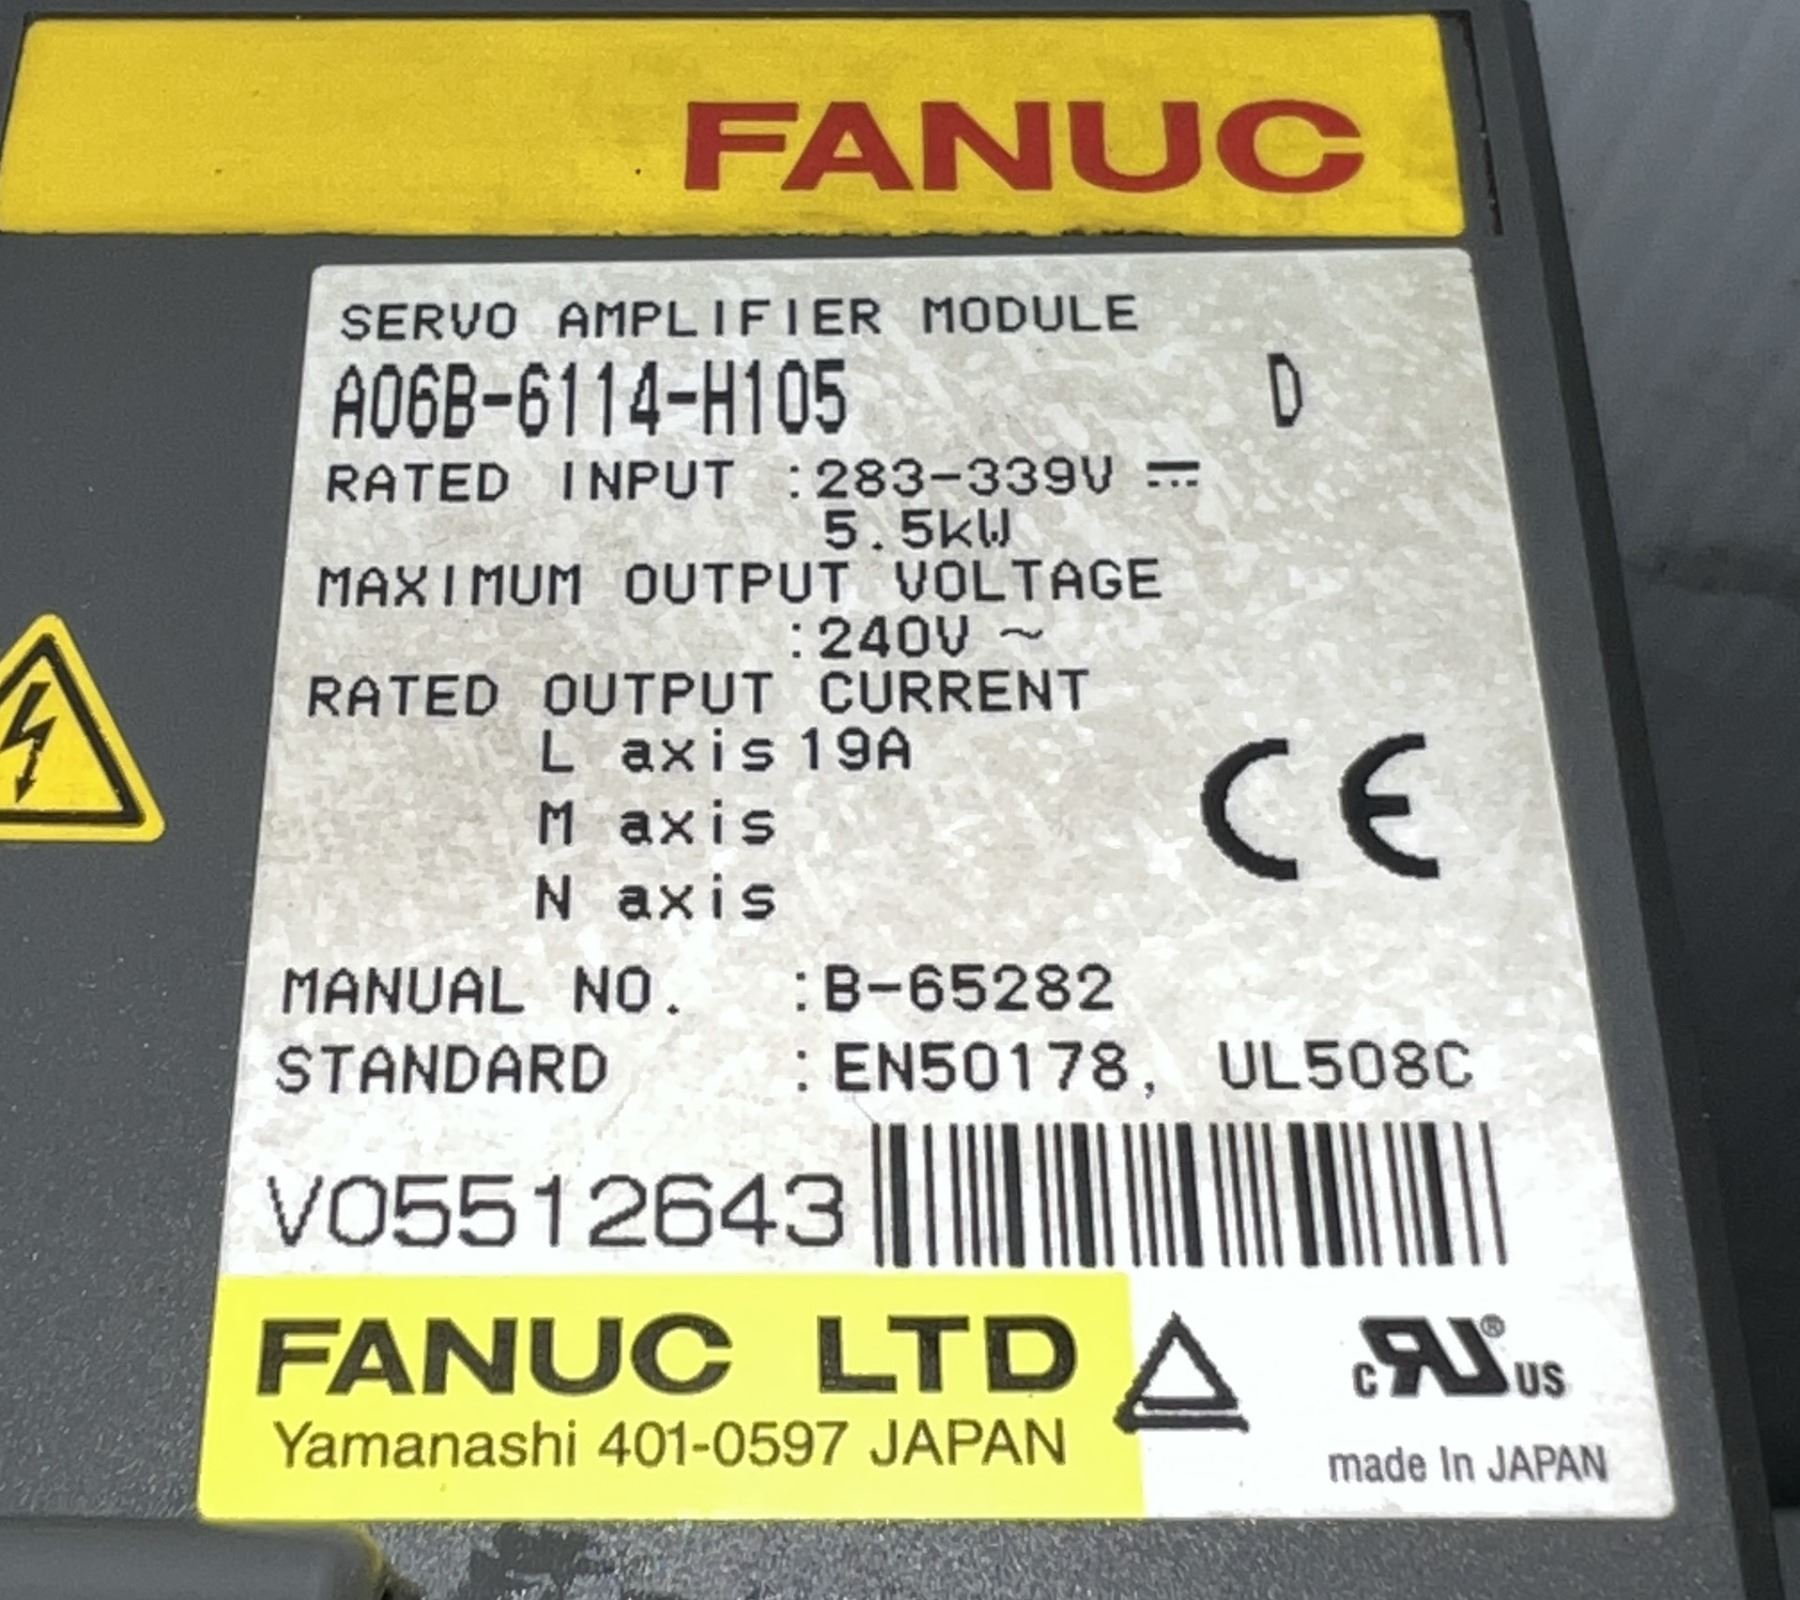 FANUC
SERVO AMPLIFIER MODULE
A06B-6114-H105 D
RATED INPUT :283-339V ⎓
5.5kW
MAXIMUM OUTPUT VOLTAGE
:240V ~
RATED OUTPUT CURRENT
L axis 19A
M axis
N axis
CE
MANUAL NO. :B-65282
STANDARD :EN50178, UL508C
V05512643
FANUC LTD
Yamanashi 401-0597 JAPAN
c RU ® US
made In JAPAN